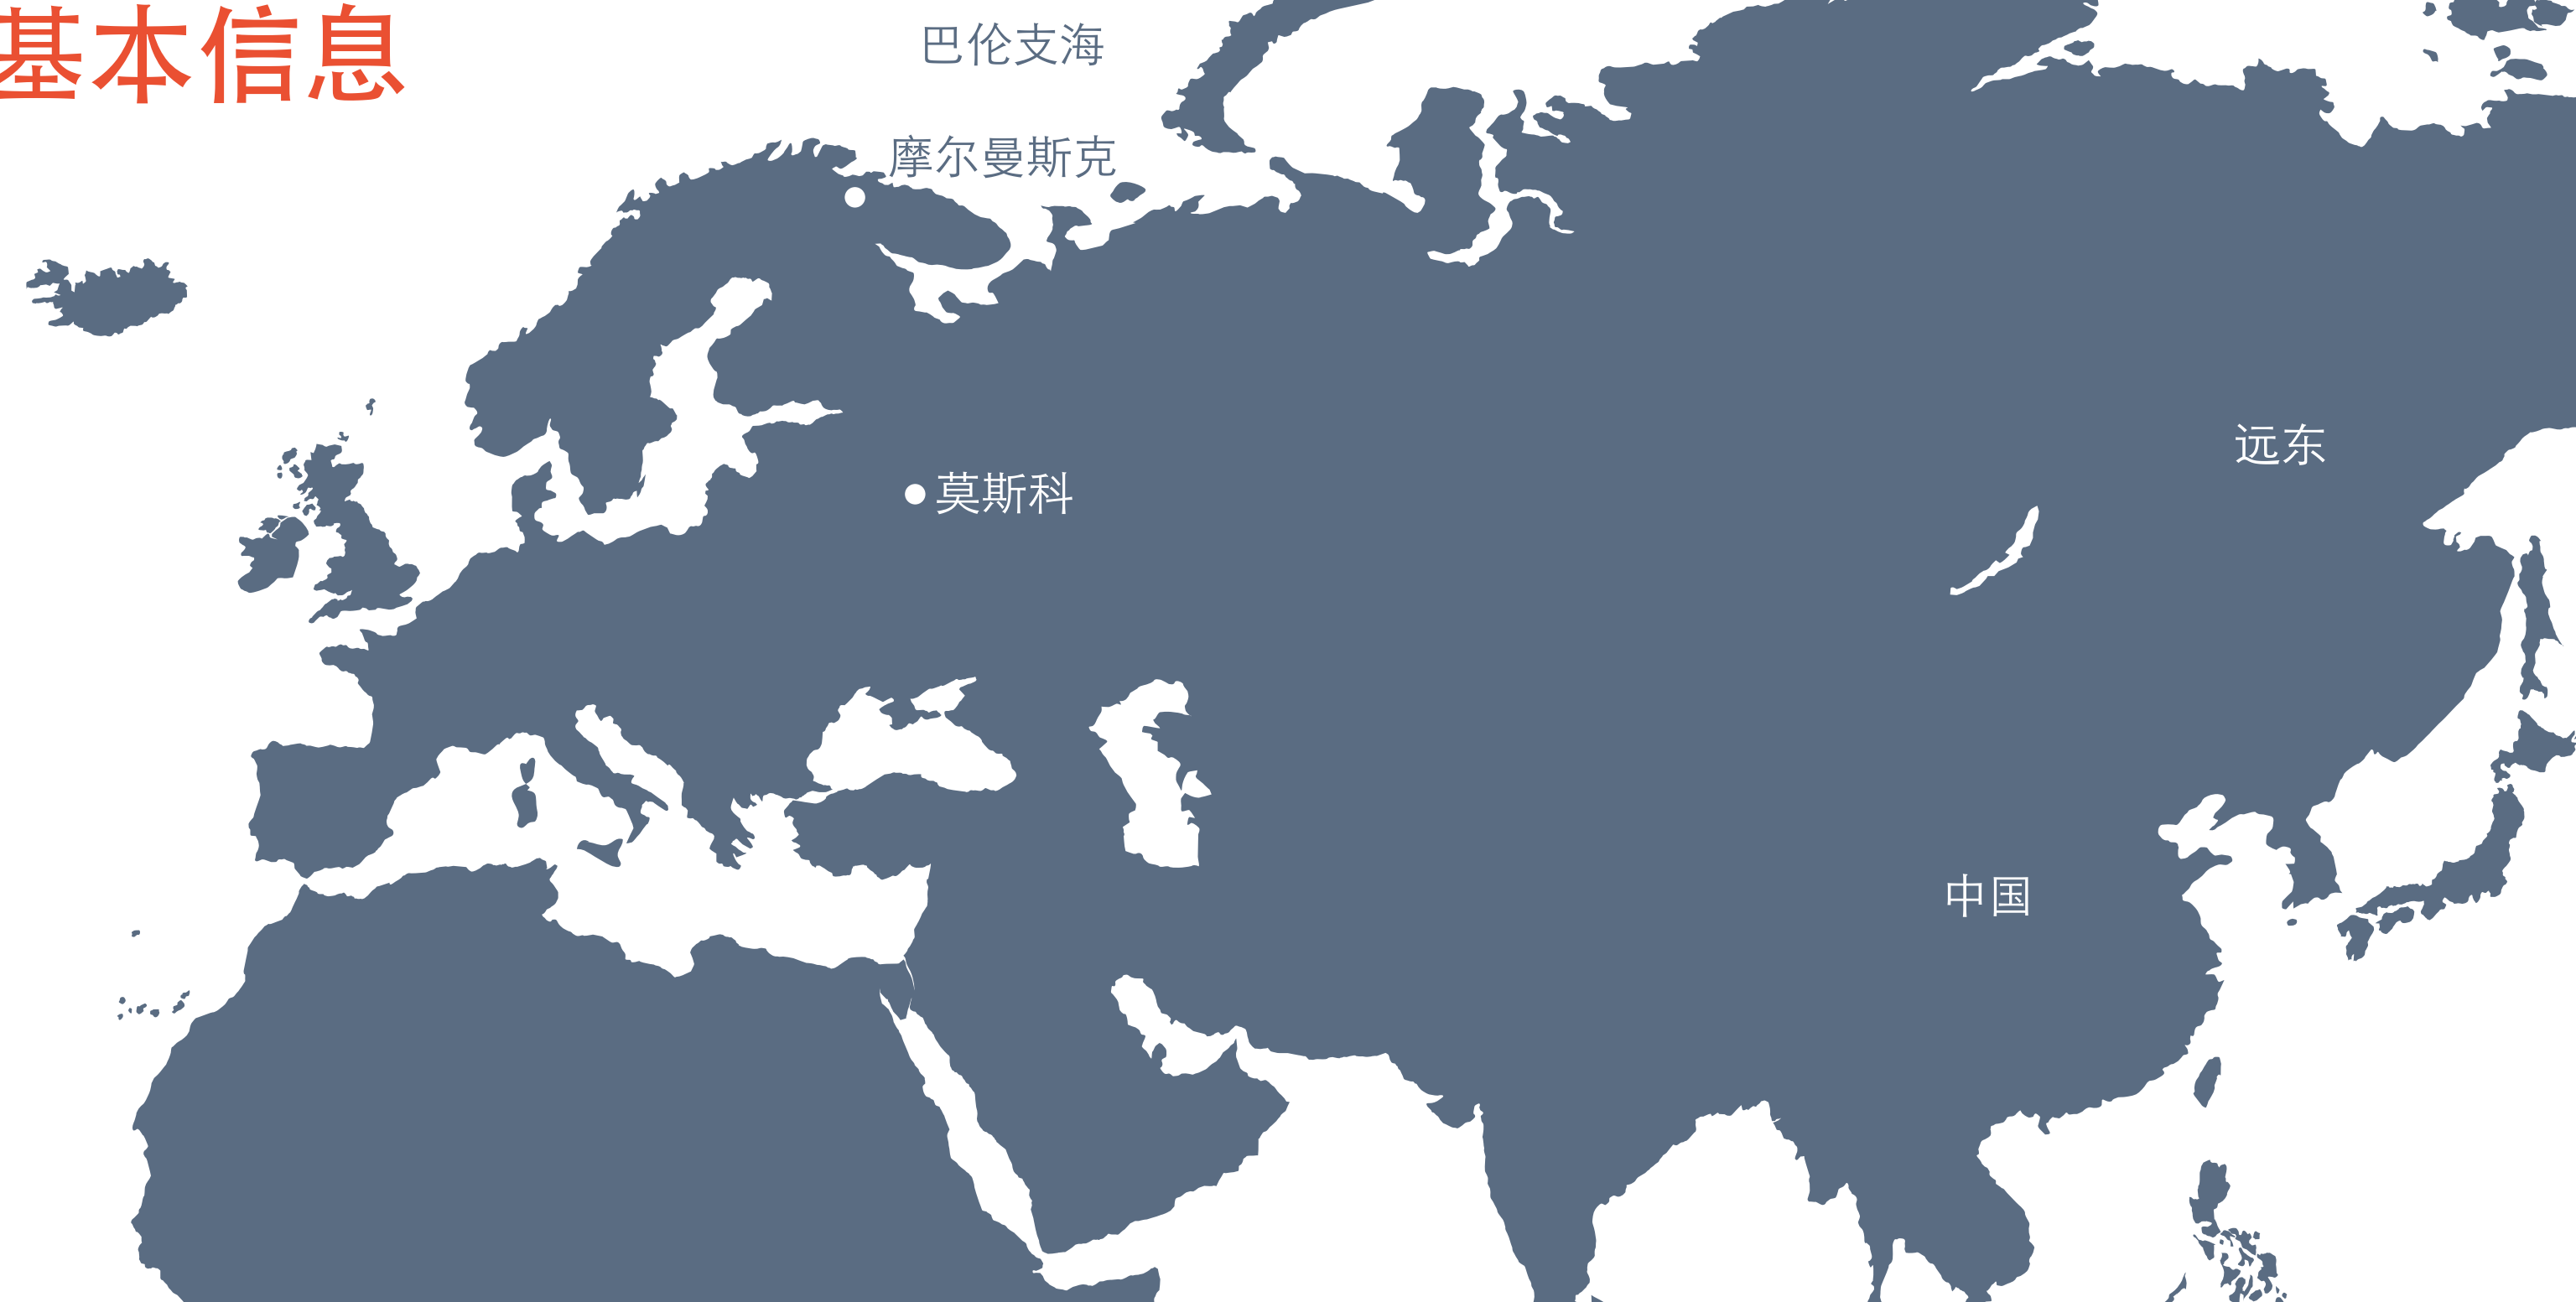 基本信息
巴伦支海
摩尔曼斯克
远东
莫斯科
中国